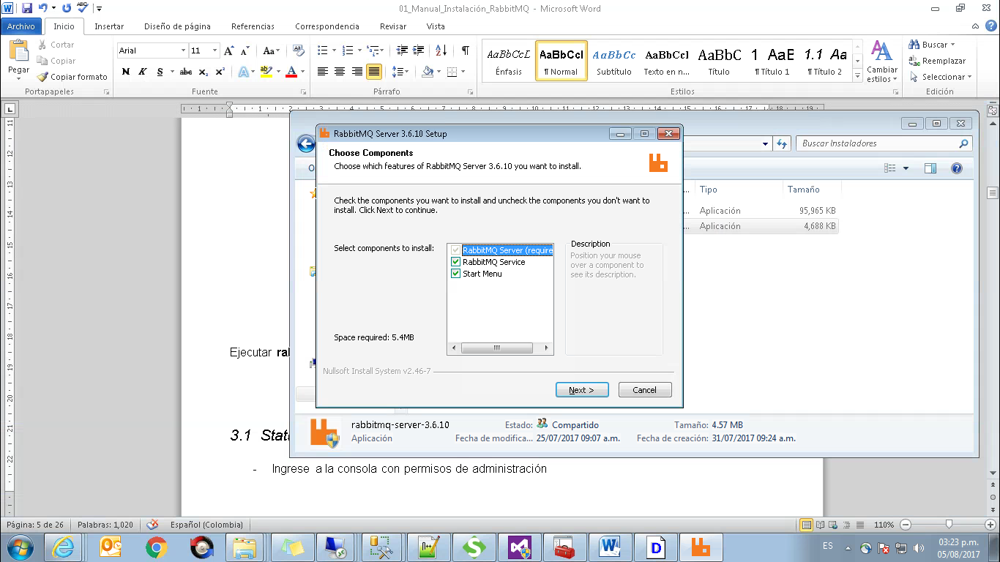 01_Manual_Instalación_RabbitMQ - Microsoft Word
Archivo Inicio Insertar Diseño de página Referencias Correspondencia Revisar Vista
Pegar
Cortar
Copiar
Copiar formato
Portapapeles
Arial 11
Fuente
Párrafo
AaBbCcL AaBbCcI AaBbCc AaBbCcI AaBbC 1 AaE 1.1 Aa
Énfasis ¶ Normal Subtítulo Texto en n... Título ¶ Título 1 ¶ Título 2
Estilos
Cambiar
estilos
Buscar
Reemplazar
Seleccionar
Edición
Buscar Instaladores
Tipo Tamaño
Aplicación 95,965 KB
Aplicación 4,688 KB
RabbitMQ Server 3.6.10 Setup
Choose Components
Choose which features of RabbitMQ Server 3.6.10 you want to install.
Check the components you want to install and uncheck the components you don't want to
install. Click Next to continue.
Select components to install:
RabbitMQ Server (require
RabbitMQ Service
Start Menu
Description
Position your mouse
over a component to
see its description.
Space required: 5.4MB
Nullsoft Install System v2.46-7
Next >
Cancel
rabbitmq-server-3.6.10 Estado: Compartido Tamaño: 4.57 MB
Aplicación Fecha de modifica... 25/07/2017 09:07 a.m. Fecha de creación: 31/07/2017 09:24 a.m.
Ejecutar ral
3.1 Statu
- Ingrese a la consola con permisos de administración
Página: 5 de 26 Palabras: 1,020 Español (Colombia) 110%
ES 03:23 p.m.
05/08/2017